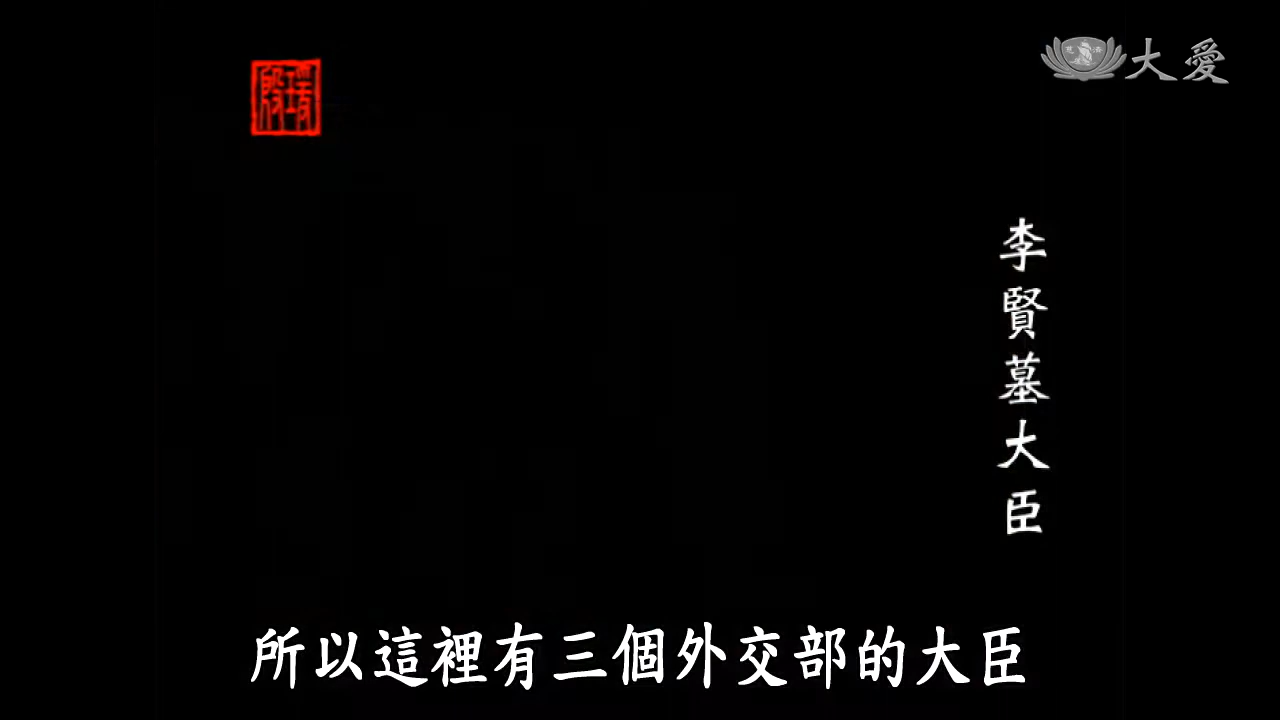 大愛
李賢墓大臣
所以這裡有三個外交部的大臣